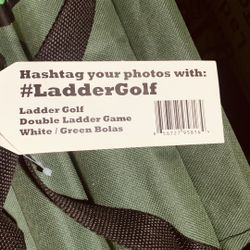 Hashtag your photos with:
#LadderGolf
Ladder Golf
Double Ladder Game
White / Green Bolas